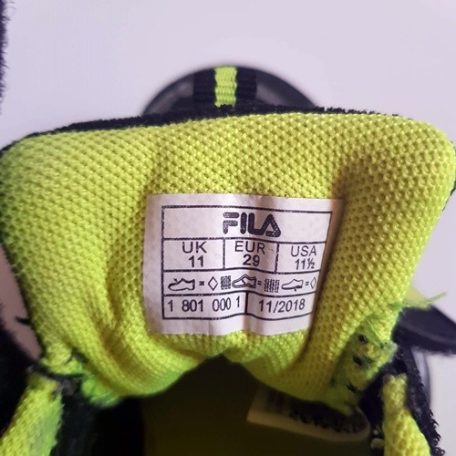 FILA
UK EUR USA
11 29 11½
1 801 000 1 11/2018